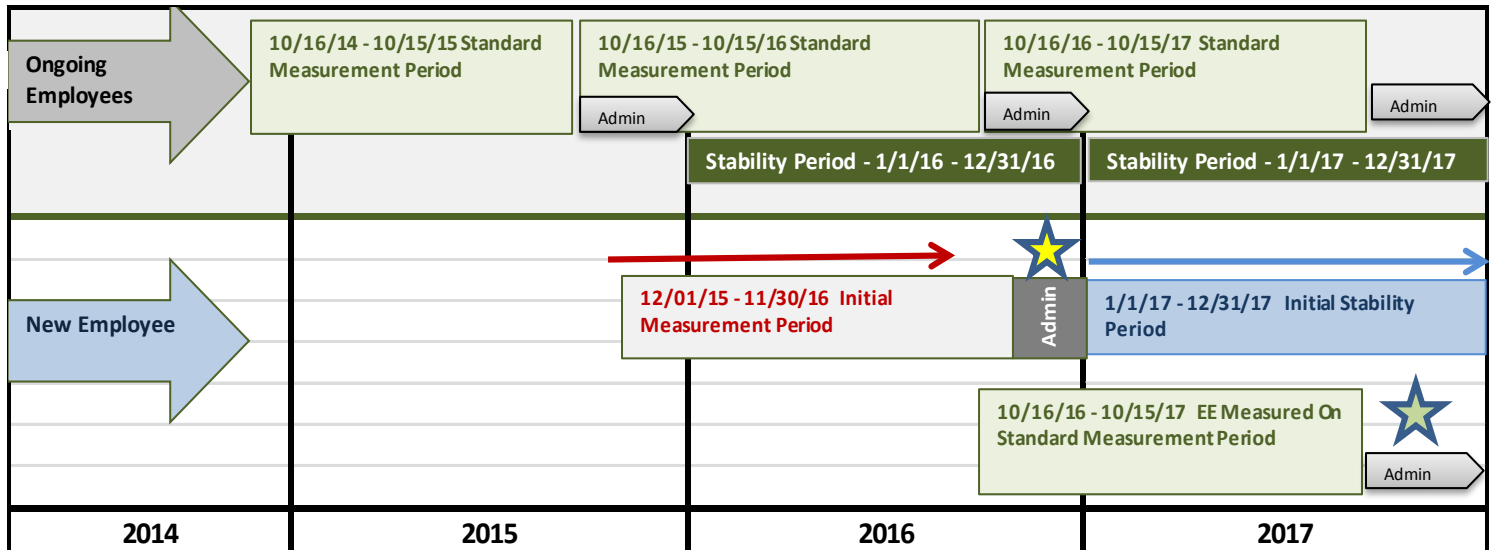 Ongoing
Employees
10/16/14 - 10/15/15 Standard
Measurement Period
10/16/15 - 10/15/16 Standard
Measurement Period
10/16/16 - 10/15/17 Standard
Measurement Period
Admin
Admin
Admin
Stability Period - 1/1/16 - 12/31/16
Stability Period - 1/1/17 - 12/31/17
New Employee
12/01/15 - 11/30/16 Initial
Measurement Period
Admin
1/1/17 - 12/31/17 Initial Stability
Period
10/16/16 - 10/15/17 EE Measured On
Standard Measurement Period
Admin
2014
2015
2016
2017